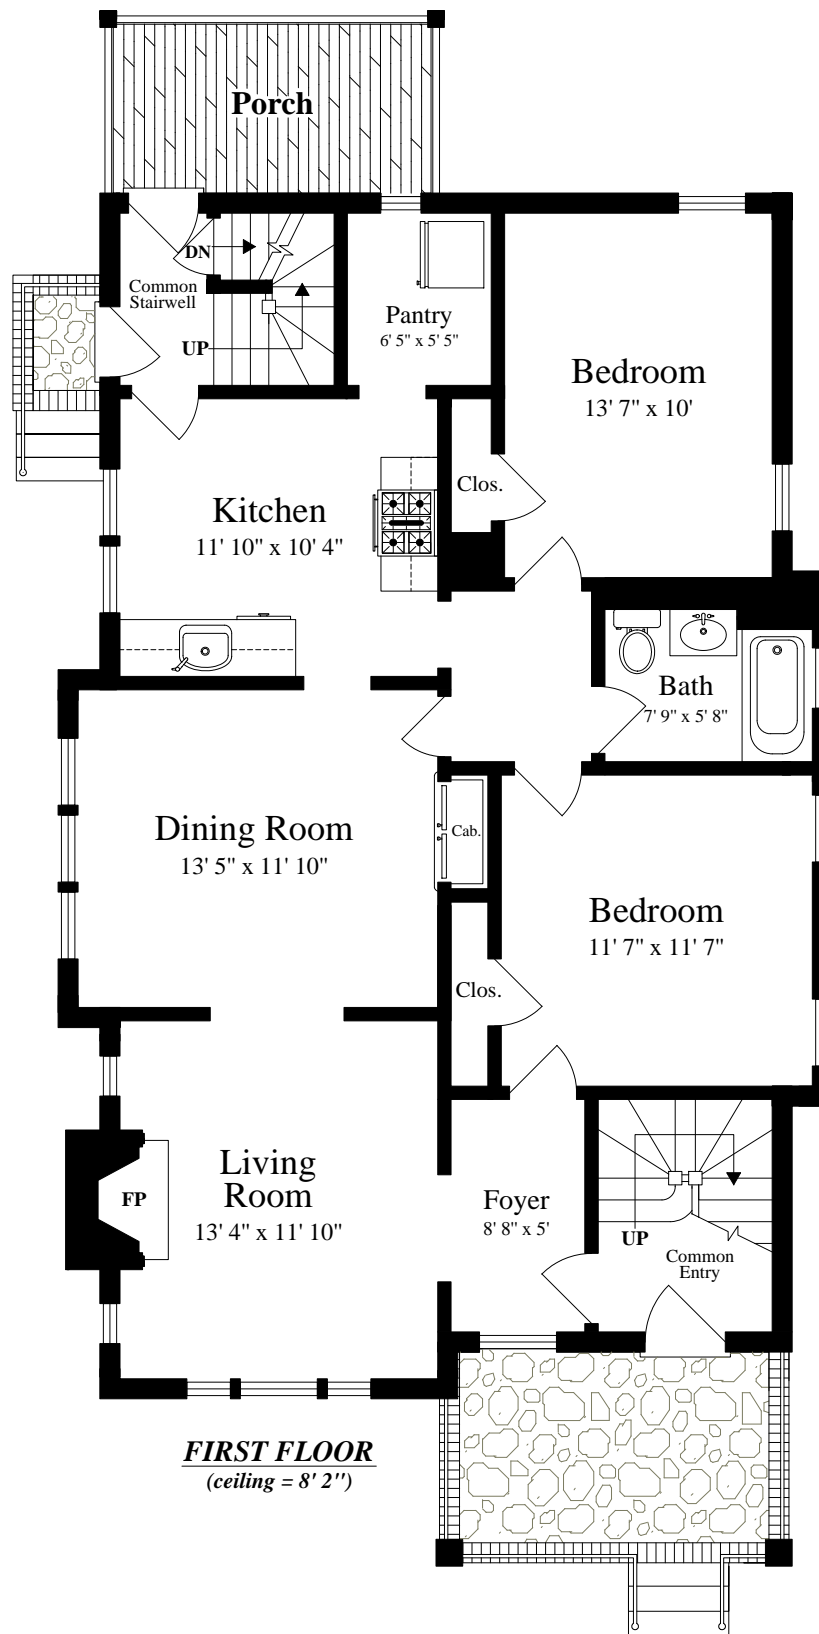 Porch
DN
Common
Stairwell
UP
Pantry
6' 5" x 5' 5"
Bedroom
13' 7" x 10'
Clos.
Kitchen
11' 10" x 10' 4"
Bath
7' 9" x 5' 8"
Dining Room
13' 5" x 11' 10"
Cab.
Bedroom
11' 7" x 11' 7"
Clos.
Living
Room
13' 4" x 11' 10"
FP
Foyer
8' 8" x 5'
UP
Common
Entry
FIRST FLOOR
(ceiling = 8' 2")